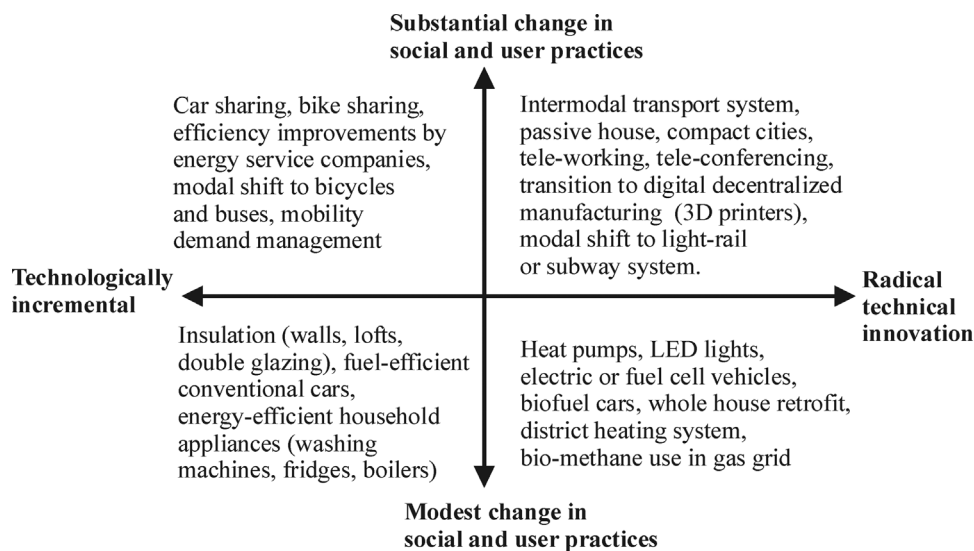 Substantial change in
social and user practices
Car sharing, bike sharing,
efficiency improvements by
energy service companies,
modal shift to bicycles
and buses, mobility
demand management
Intermodal transport system,
passive house, compact cities,
tele-working, tele-conferencing,
transition to digital decentralized
manufacturing (3D printers),
modal shift to light-rail
or subway system.
Technologically
incremental
Radical
technical
innovation
Insulation (walls, lofts,
double glazing), fuel-efficient
conventional cars,
energy-efficient household
appliances (washing
machines, fridges, boilers)
Heat pumps, LED lights,
electric or fuel cell vehicles,
biofuel cars, whole house retrofit,
district heating system,
bio-methane use in gas grid
Modest change in
social and user practices